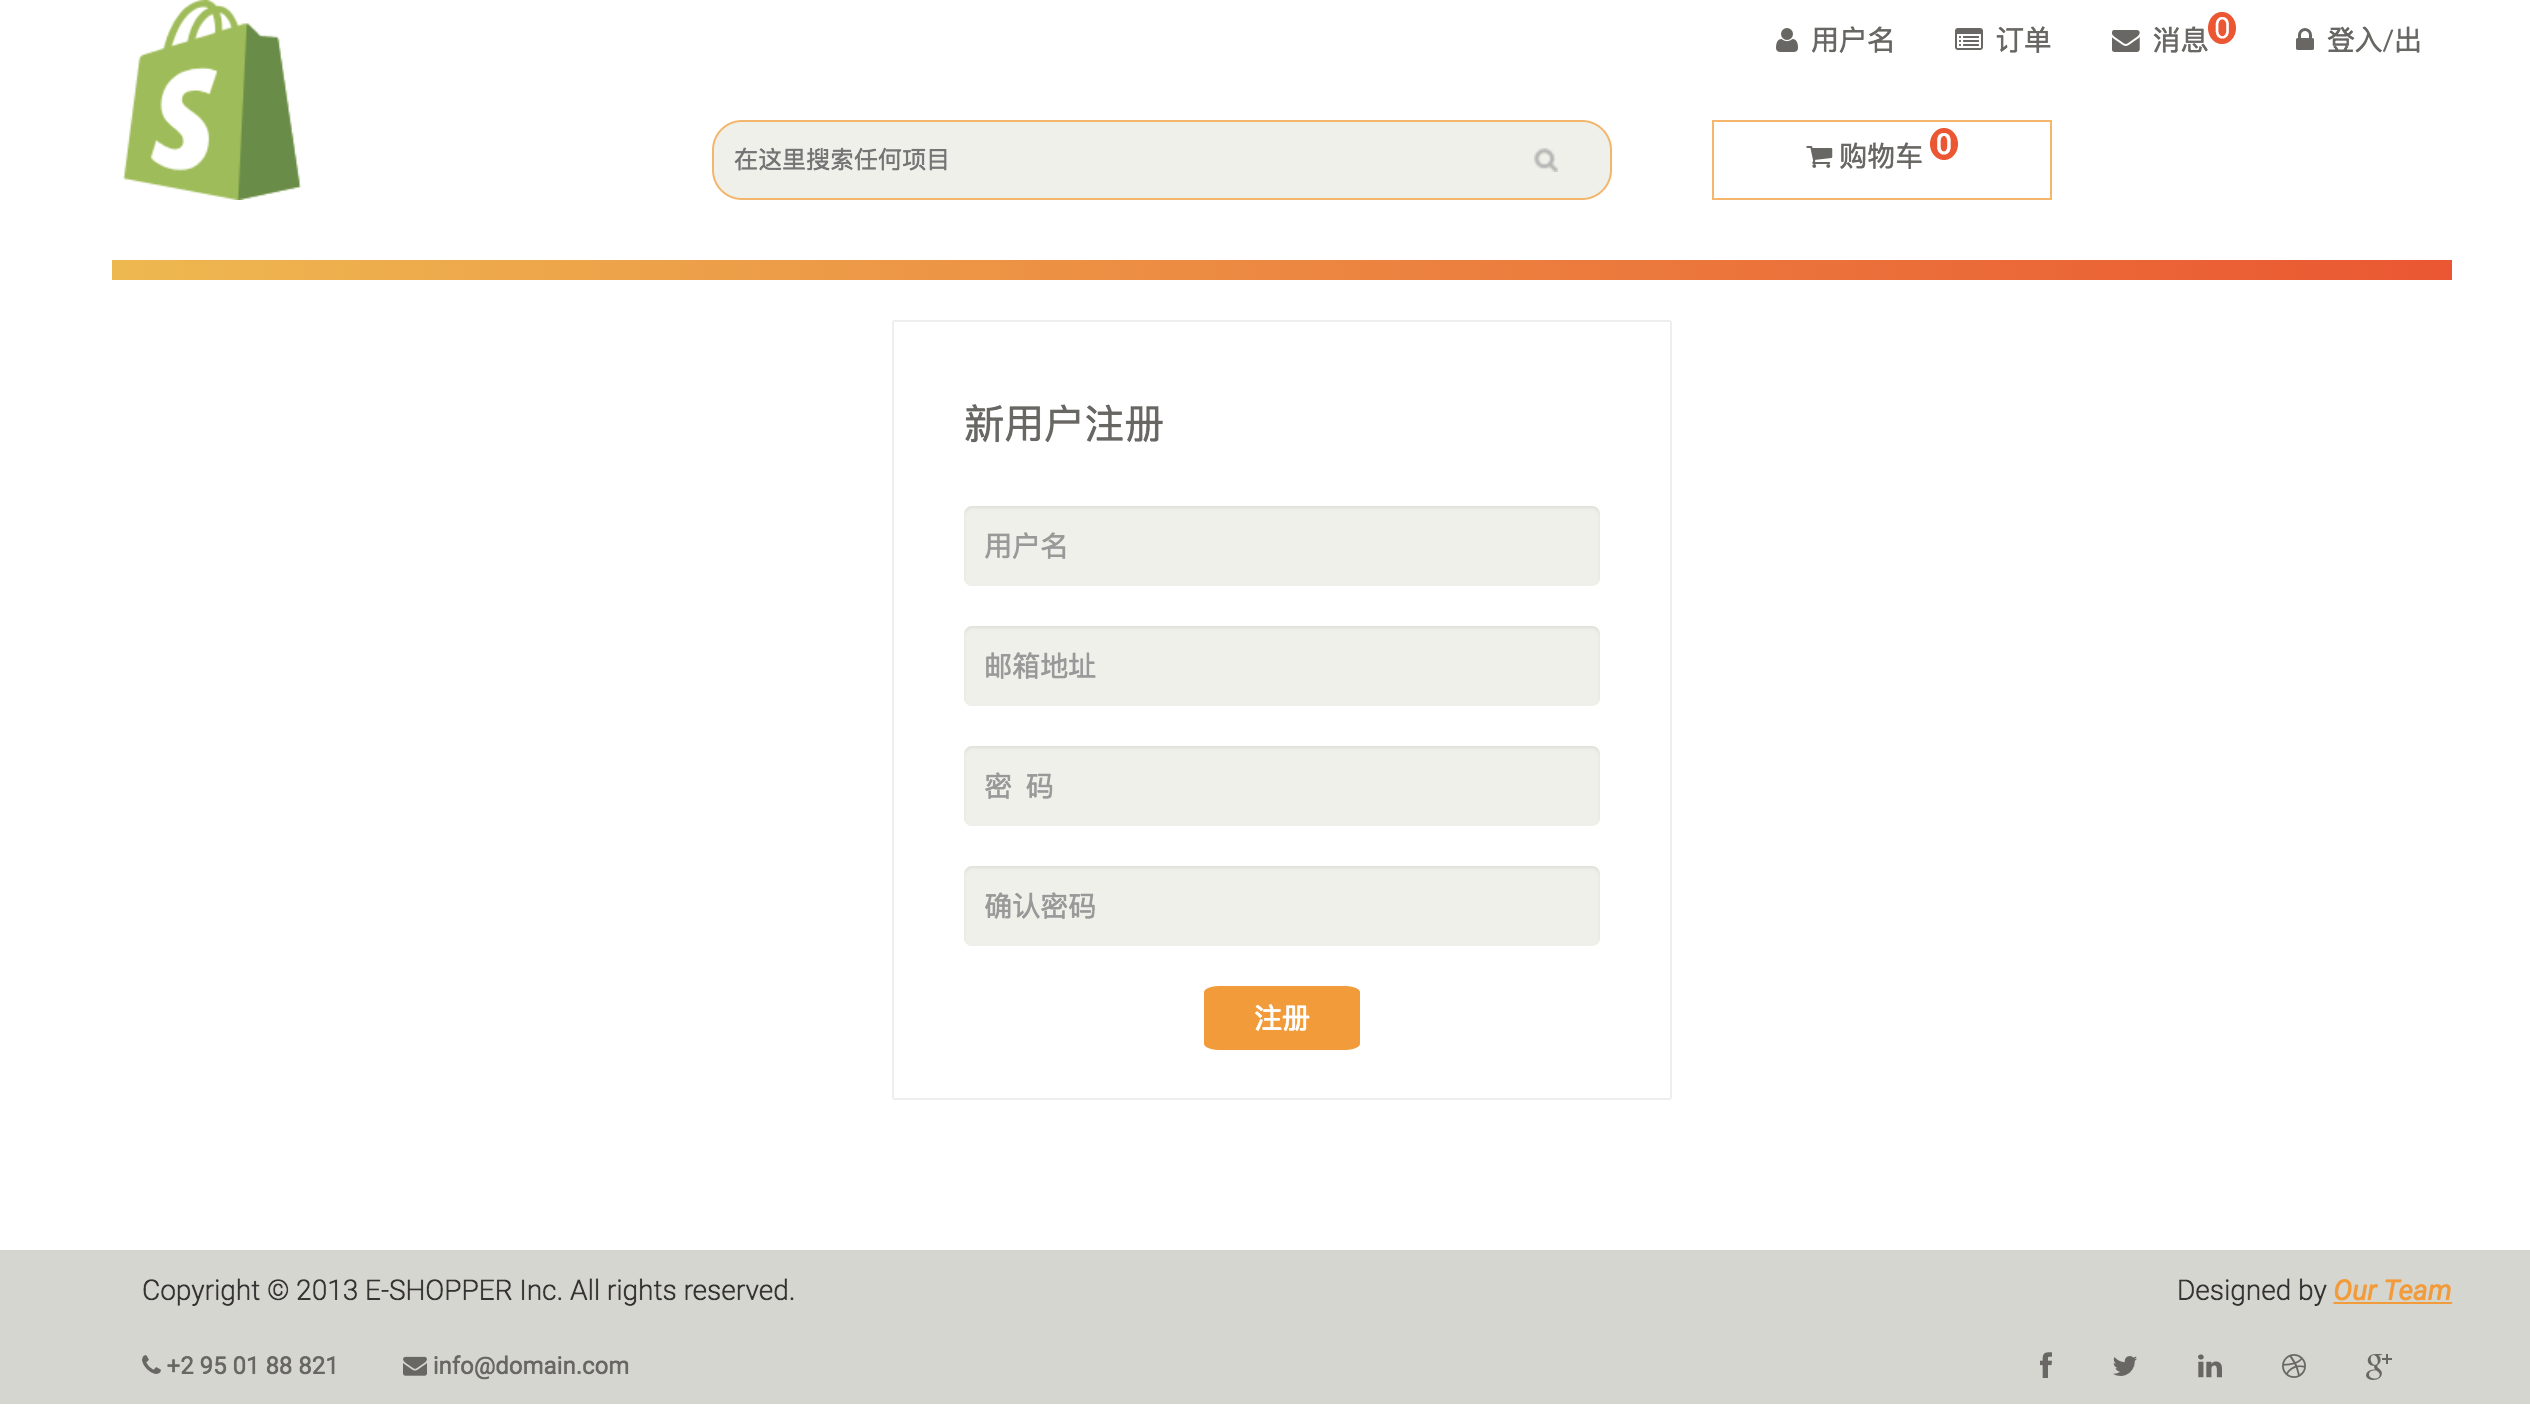 S
用户名 订单 消息0 登入/出
在这里搜索任何项目 购物车 0
新用户注册
用户名
邮箱地址
密 码
确认密码
注册
Copyright © 2013 E-SHOPPER Inc. All rights reserved. Designed by Our Team
+2 95 01 88 821 info@domain.com f in g+